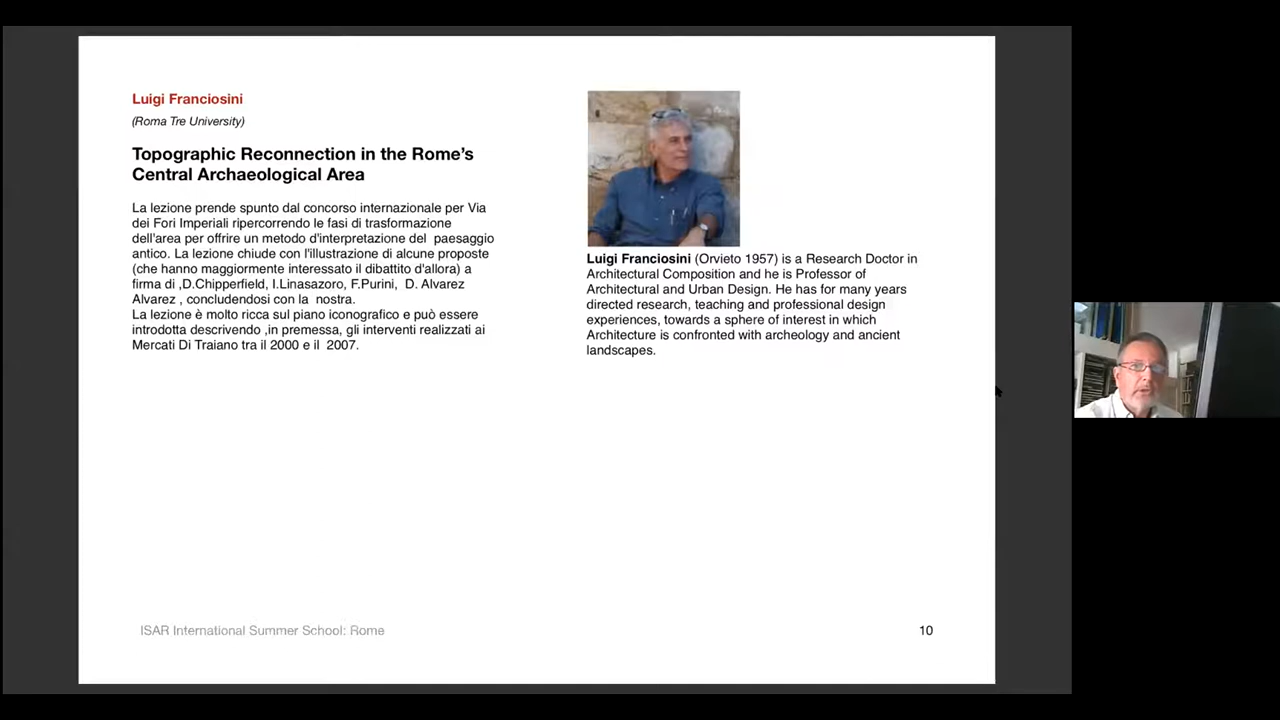 Luigi Franciosini
(Roma Tre University)
Topographic Reconnection in the Rome's
Central Archaeological Area
La lezione prende spunto dal concorso internazionale per Via
dei Fori Imperiali ripercorrendo le fasi di trasformazione
dell'area per offrire un metodo d'interpretazione del  paesaggio
antico. La lezione chiude con l'illustrazione di alcune proposte
(che hanno maggiormente interessato il dibattito d'allora) a
firma di ,D.Chipperfield, I.Linasazoro, F.Purini,  D. Alvarez
Alvarez , concludendosi con la  nostra.
La lezione è molto ricca sul piano iconografico e può essere
introdotta descrivendo ,in premessa, gli interventi realizzati ai
Mercati Di Traiano tra il 2000 e il  2007.
Luigi Franciosini (Orvieto 1957) is a Research Doctor in
Architectural Composition and he is Professor of
Architectural and Urban Design. He has for many years
directed research, teaching and professional design
experiences, towards a sphere of interest in which
Architecture is confronted with archeology and ancient
landscapes.
ISAR International Summer School: Rome
10